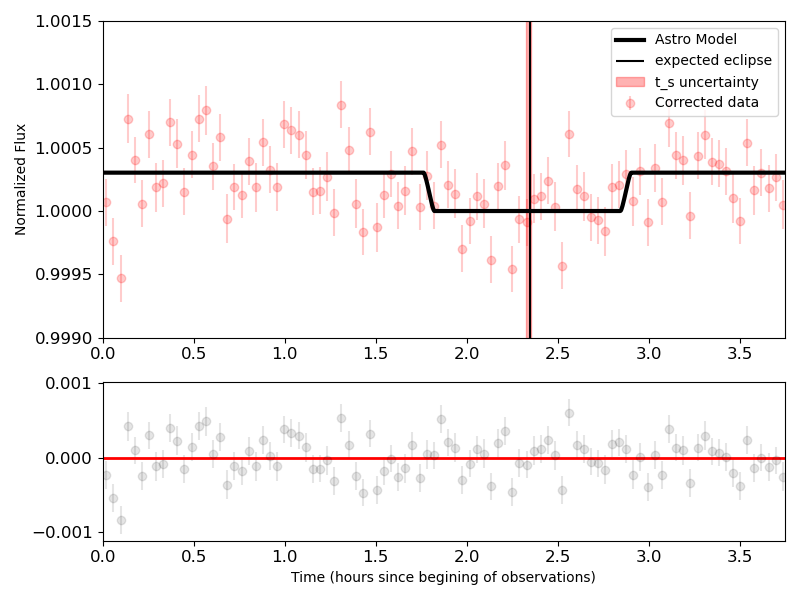 1.0015
1.0010
1.0005
1.0000
0.9995
0.9990
Normalized Flux
Astro Model
expected eclipse
t_s uncertainty
Corrected data
0.0 0.5 1.0 1.5 2.0 2.5 3.0 3.5
0.001
0.000
−0.001
0.0 0.5 1.0 1.5 2.0 2.5 3.0 3.5
Time (hours since begining of observations)